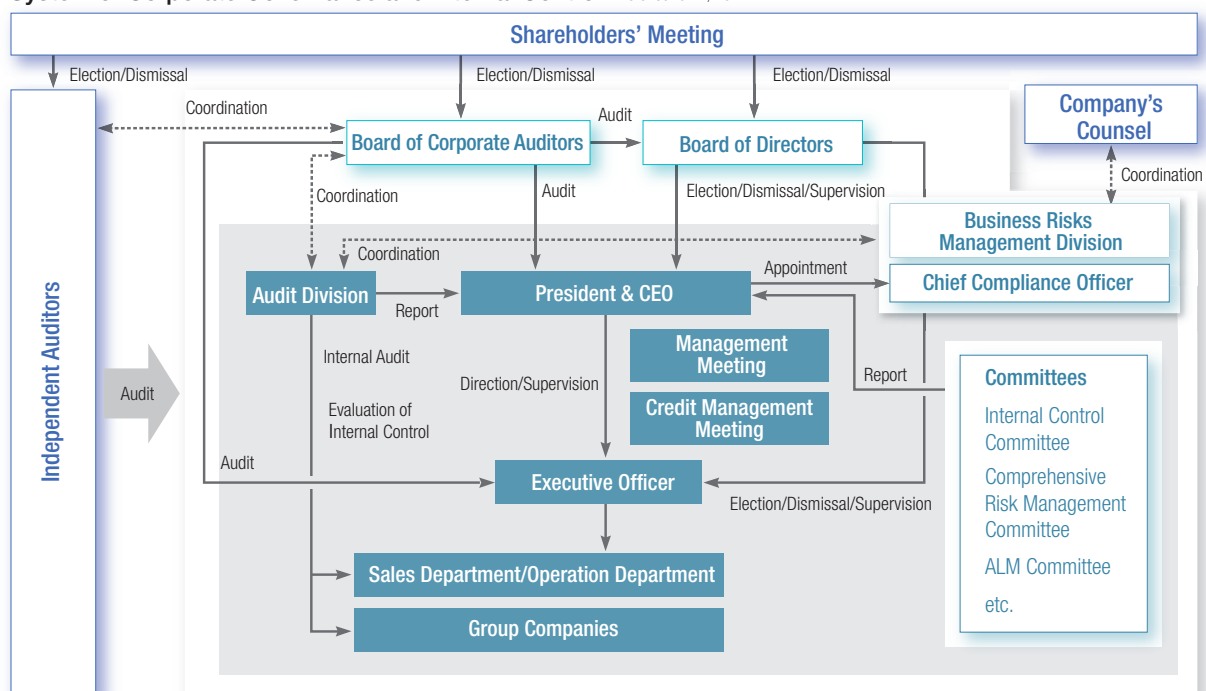 Shareholders' Meeting
Election/Dismissal
Election/Dismissal
Election/Dismissal
Coordination
Audit
Company's
Counsel
Board of Corporate Auditors
Board of Directors
Coordination
Coordination
Audit
Election/Dismissal/Supervision
Business Risks
Management Division
Coordination
Appointment
Chief Compliance Officer
Audit Division
Report
President & CEO
Independent Auditors
Audit
Internal Audit
Direction/Supervision
Management
Meeting
Report
Evaluation of
Internal Control
Credit Management
Meeting
Committees
Internal Control
Committee
Comprehensive
Risk Management
Committee
ALM Committee
etc.
Audit
Executive Officer
Election/Dismissal/Supervision
Sales Department/Operation Department
Group Companies